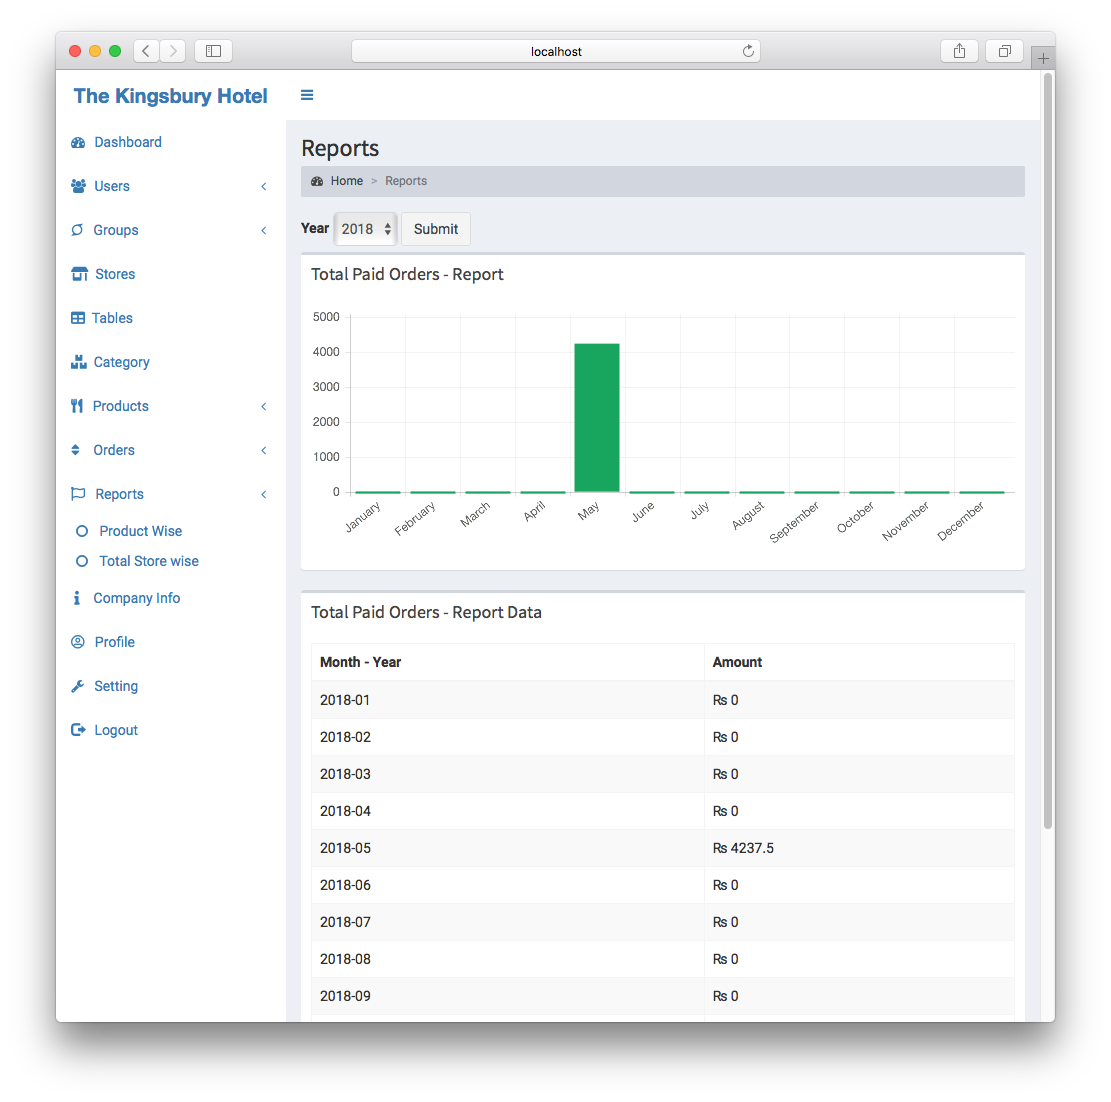 localhost
The Kingsbury Hotel
Dashboard
Users
Groups
Stores
Tables
Category
Products
Orders
Reports
Product Wise
Total Store wise
Company Info
Profile
Setting
Logout
Reports
Home > Reports
Year 2018 Submit
Total Paid Orders - Report
5000
4000
3000
2000
1000
0
January February March April May June July August September October November December
Total Paid Orders - Report Data
Month - Year Amount
2018-01 ₨ 0
2018-02 ₨ 0
2018-03 ₨ 0
2018-04 ₨ 0
2018-05 ₨ 4237.5
2018-06 ₨ 0
2018-07 ₨ 0
2018-08 ₨ 0
2018-09 ₨ 0